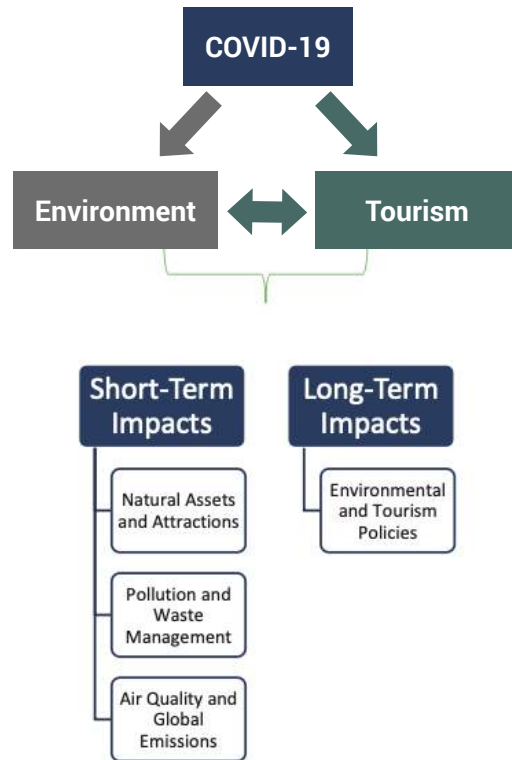 COVID-19
Environment
Tourism
Short-Term
Impacts
Natural Assets
and Attractions
Pollution and
Waste
Management
Air Quality and
Global
Emissions
Long-Term
Impacts
Environmental
and Tourism
Policies